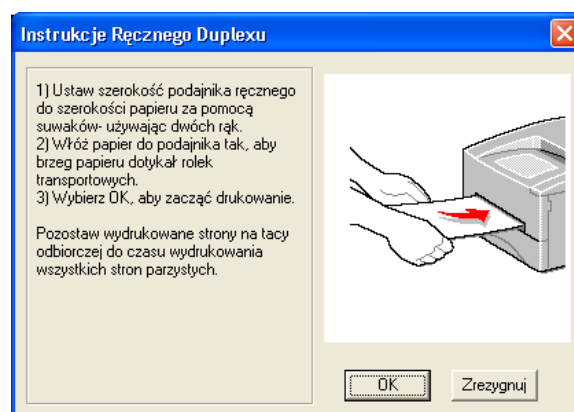 Instrukcje Ręcznego Duplexu
1) Ustaw szerokość podajnika ręcznego
do szerokości papieru za pomocą
suwaków- używając dwóch rąk.
2) Włóż papier do podajnika tak, aby
brzeg papieru dotykał rolek
transportowych.
3) Wybierz OK, aby zacząć drukowanie.
Pozostaw wydrukowane strony na tacy
odbiorczej do czasu wydrukowania
wszystkich stron parzystych.
OK
Zrezygnuj